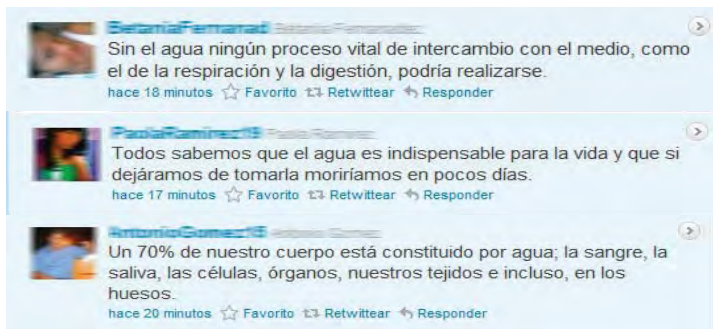 Sin el agua ningún proceso vital de intercambio con el medio, como
el de la respiración y la digestión, podría realizarse.
hace 18 minutos Favorito Retwittear Responder
Todos sabemos que el agua es indispensable para la vida y que si
dejáramos de tomarla moriríamos en pocos días.
hace 17 minutos Favorito Retwittear Responder
Un 70% de nuestro cuerpo está constituido por agua; la sangre, la
saliva, las células, órganos, nuestros tejidos e incluso, en los
huesos.
hace 20 minutos Favorito Retwittear Responder